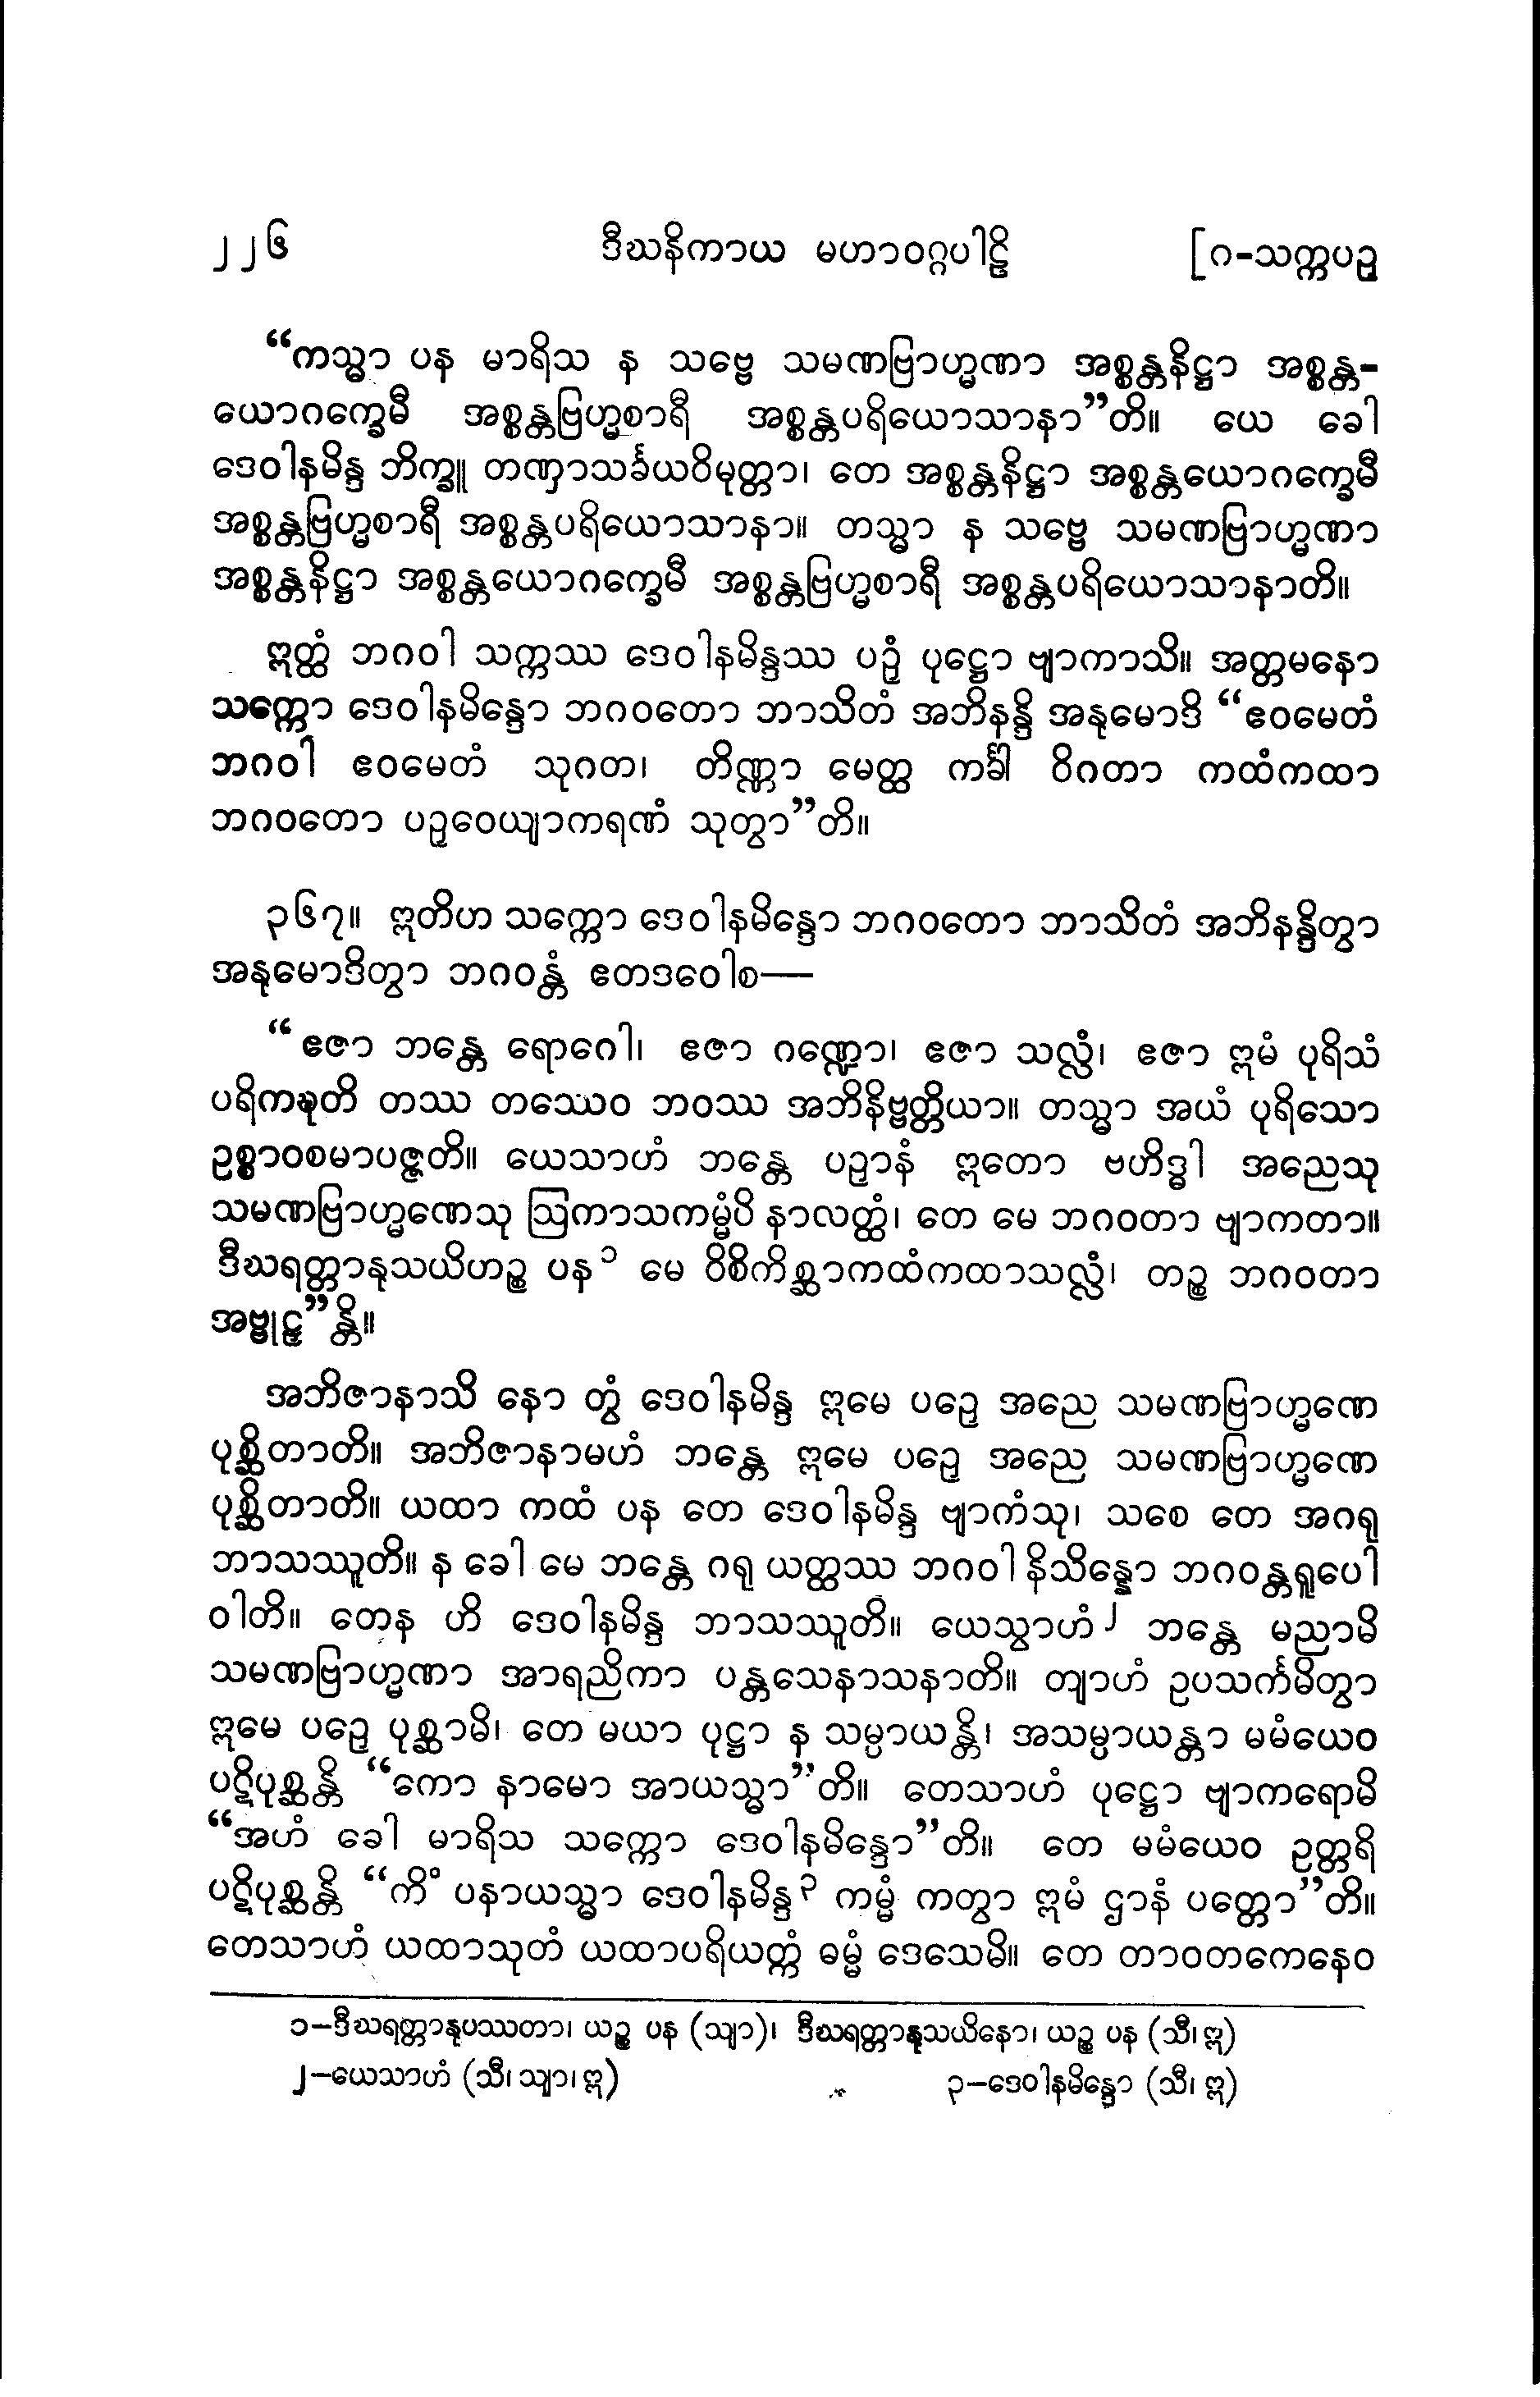 ၂၂၆ ဒီဃနိကာယ မဟာဝဂ္ဂပါဠိ [၈-သက္ကပဥှ
“ကသ္မာ ပန မာရိသ န သဗ္ဗေ သမဏဗြာဟ္မဏာ အစ္စန္တနိဋ္ဌာ အစ္စန္တ-
ယောဂက္ခေမီ အစ္စန္တဗြဟ္မစာရီ အစ္စန္တပရိယောသာနာ”တိ။ ယေ ခေါ
ဒေဝါနမိန္ဒ ဘိက္ခူ တဏှာသင်္ခယဝိမုတ္တာ၊ တေ အစ္စန္တနိဋ္ဌာ အစ္စန္တယောဂက္ခေမီ
အစ္စန္တဗြဟ္မစာရီ အစ္စန္တပရိယောသာနာ။ တသ္မာ န သဗ္ဗေ သမဏဗြာဟ္မဏာ
အစ္စန္တနိဋ္ဌာ အစ္စန္တယောဂက္ခေမီ အစ္စန္တဗြဟ္မစာရီ အစ္စန္တပရိယောသာနာတိ။
ဣတ္ထံ ဘဂဝါ သက္ကဿ ဒေဝါနမိန္ဒဿ ပဉှံ ပုဋ္ဌော ဗျာကာသိ။ အတ္တမနော
သက္ကော ဒေဝါနမိန္ဒော ဘဂဝတော ဘာသိတံ အဘိနန္ဒိ အနုမောဒိ “ဧဝမေတံ
ဘဂဝါ ဧဝမေတံ သုဂတ၊ တိဏ္ဏာ မေတ္ထ ကင်္ခါ ဝိဂတာ ကထံကထာ
ဘဂဝတော ပဉှဝေယျာကရဏံ သုတွာ”တိ။
၃၆၇။ ဣတိဟ သက္ကော ဒေဝါနမိန္ဒော ဘဂဝတော ဘာသိတံ အဘိနန္ဒိတွာ
အနုမောဒိတွာ ဘဂဝန္တံ ဧတဒဝေါစ—
“ဧဇာ ဘန္တေ ရောဂေါ၊ ဧဇာ ဂဏ္ဍော၊ ဧဇာ သလ္လံ၊ ဧဇာ ဣမံ ပုရိသံ
ပရိကဍ္ဎတိ တဿ တဿေဝ ဘဝဿ အဘိနိဗ္ဗတ္တိယာ။ တသ္မာ အယံ ပုရိသော
ဥစ္စာဝစမာပဇ္ဇတိ။ ယေသာဟံ ဘန္တေ ပဉှာနံ ဣတော ဗဟိဒ္ဓါ အညေသု
သမဏဗြာဟ္မဏေသု ဩကာသကမ္မံပိ နာလတ္ထံ၊ တေ မေ ဘဂဝတာ ဗျာကတာ။
ဒီဃရတ္တာနုသယိဟဉ္စ ပန၁ မေ ဝိစိကိစ္ဆာကထံကထာသလ္လံ၊ တဉ္စ ဘဂဝတာ
အဗ္ဗုဠှ”န္တိ။
အဘိဇာနာသိ နော တွံ ဒေဝါနမိန္ဒ ဣမေ ပဉှေ အညေ သမဏဗြာဟ္မဏေ
ပုစ္ဆိတာတိ။ အဘိဇာနာမဟံ ဘန္တေ ဣမေ ပဉှေ အညေ သမဏဗြာဟ္မဏေ
ပုစ္ဆိတာတိ။ ယထာ ကထံ ပန တေ ဒေဝါနမိန္ဒ ဗျာကံသု၊ သစေ တေ အဂရု
ဘာသဿူတိ။ န ခေါ မေ ဘန္တေ ဂရု ယတ္ထဿ ဘဂဝါ နိသိန္နော ဘဂဝန္တရူပေါ
ဝါတိ။ တေန ဟိ ဒေဝါနမိန္ဒ ဘာသဿူတိ။ ယေသွာဟံ၂ ဘန္တေ မညာမိ
သမဏဗြာဟ္မဏာ အာရညိကာ ပန္တသေနာသနာတိ။ တျာဟံ ဥပသင်္ကမိတွာ
ဣမေ ပဉှေ ပုစ္ဆာမိ၊ တေ မယာ ပုဋ္ဌာ န သမ္ပာယန္တိ၊ အသမ္ပာယန္တာ မမံယေဝ
ပဋိပုစ္ဆန္တိ “ကော နာမော အာယသ္မာ”တိ။ တေသာဟံ ပုဋ္ဌော ဗျာကရောမိ
“အဟံ ခေါ မာရိသ သက္ကော ဒေဝါနမိန္ဒော”တိ။ တေ မမံယေဝ ဥတ္တရိ
ပဋိပုစ္ဆန္တိ “ကိံ ပနာယသ္မာ ဒေဝါနမိန္ဒ၃ ကမ္မံ ကတွာ ဣမံ ဌာနံ ပတ္တော”တိ။
တေသာဟံ ယထာသုတံ ယထာပရိယတ္တံ ဓမ္မံ ဒေသေမိ။ တေ တာဝတကေနေဝ
၁–ဒီဃရတ္တာနုပဿတာ၊ ယဉ္စ ပန (သျာ)၊ ဒီဃရတ္တာနုသယိနော၊ ယဉ္စ ပန (သီ၊ ဣ)
၂–ယေသာဟံ (သီ၊ သျာ၊ ဣ) ၃–ဒေဝါနမိန္ဒော (သီ၊ ဣ)